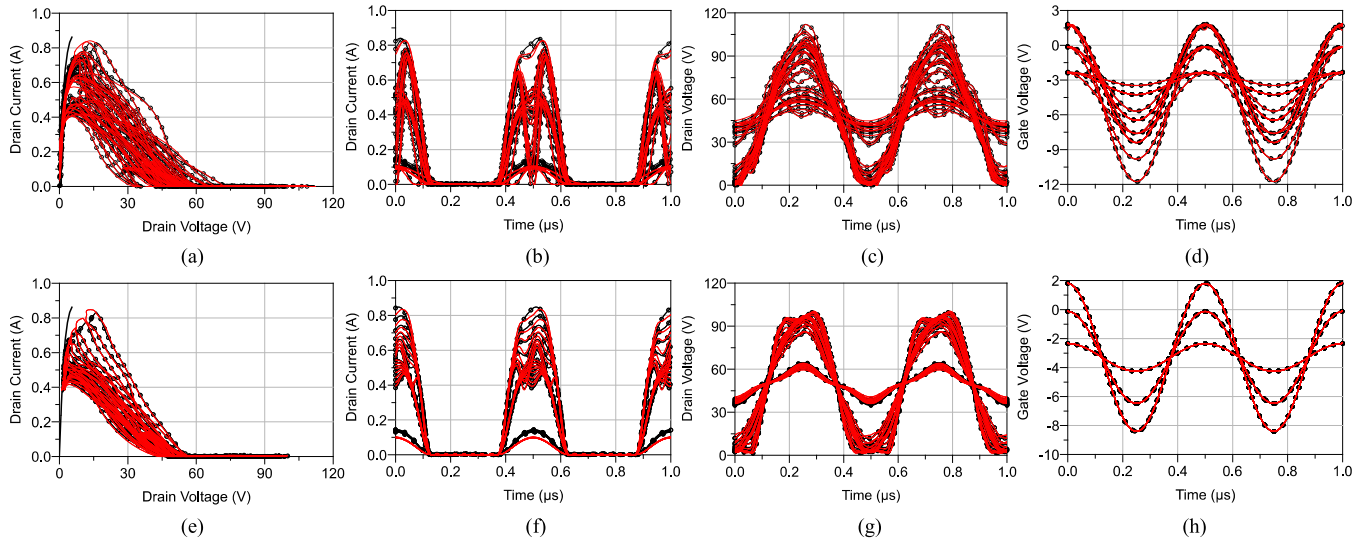 1.0
0.8
0.6
0.4
0.2
0.0
Drain Current (A)
0 30 60 90 120
Drain Voltage (V)
(a)
1.0
0.8
0.6
0.4
0.2
0.0
Drain Current (A)
0.0 0.2 0.4 0.6 0.8 1.0
Time (µs)
(b)
120
90
60
30
0
Drain Voltage (V)
0.0 0.2 0.4 0.6 0.8 1.0
Time (µs)
(c)
3
0
-3
-6
-9
-12
Gate Voltage (V)
0.0 0.2 0.4 0.6 0.8 1.0
Time (µs)
(d)
1.0
0.8
0.6
0.4
0.2
0.0
Drain Current (A)
0 30 60 90 120
Drain Voltage (V)
(e)
1.0
0.8
0.6
0.4
0.2
0.0
Drain Current (A)
0.0 0.2 0.4 0.6 0.8 1.0
Time (µs)
(f)
120
90
60
30
0
Drain Voltage (V)
0.0 0.2 0.4 0.6 0.8 1.0
Time (µs)
(g)
2
0
-2
-4
-6
-8
-10
Gate Voltage (V)
0.0 0.2 0.4 0.6 0.8 1.0
Time (µs)
(h)